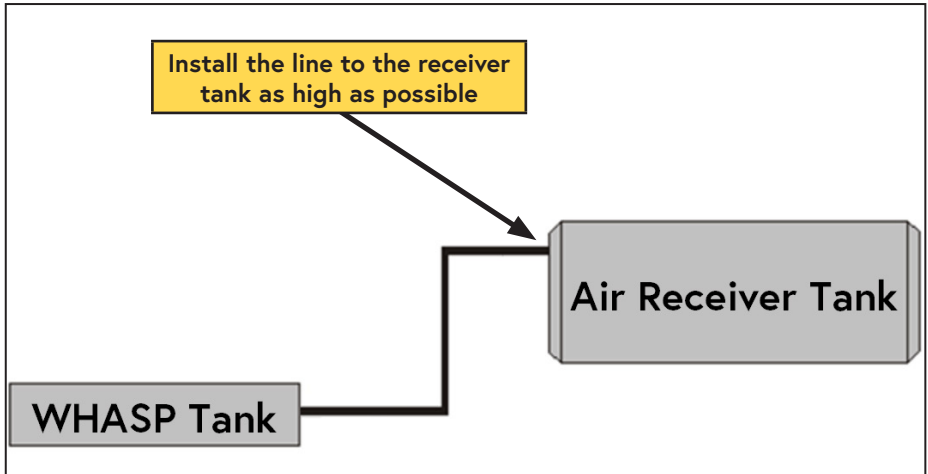 Install the line to the receiver
tank as high as possible
Air Receiver Tank
WHASP Tank